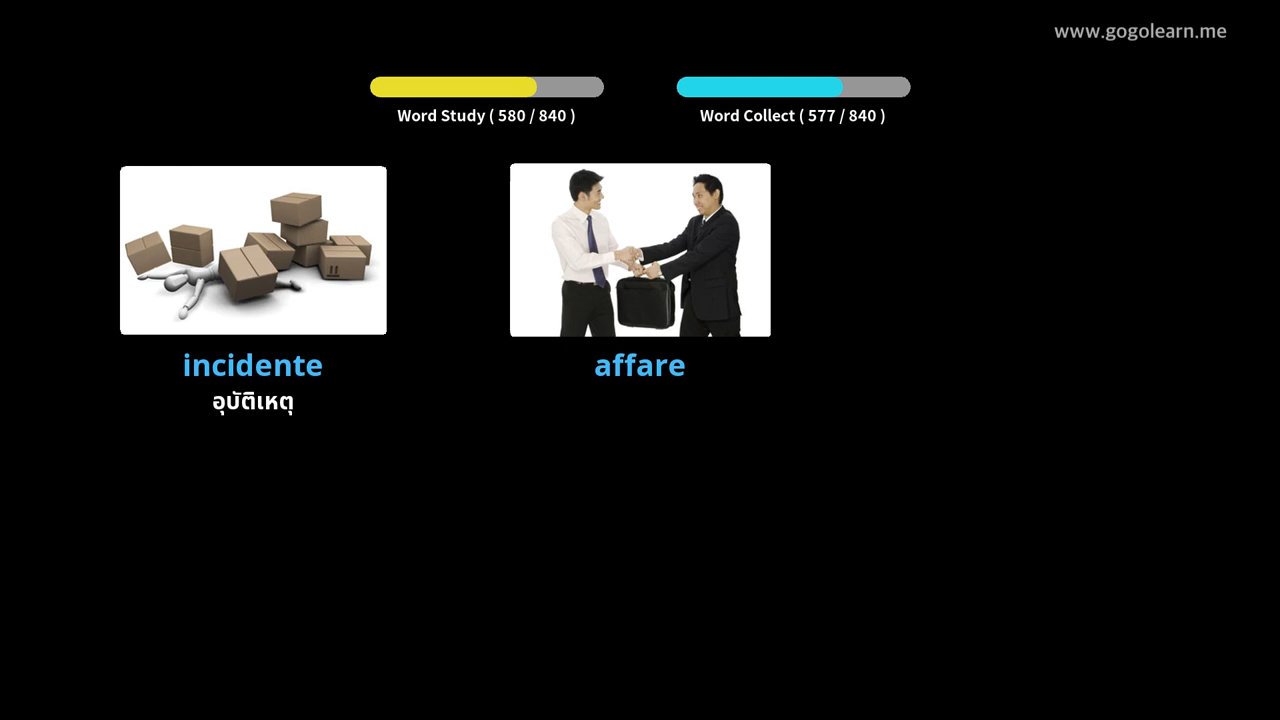 www.gogolearn.me
Word Study ( 580 / 840 )
Word Collect ( 577 / 840 )
incidente
อุบัติเหตุ
affare